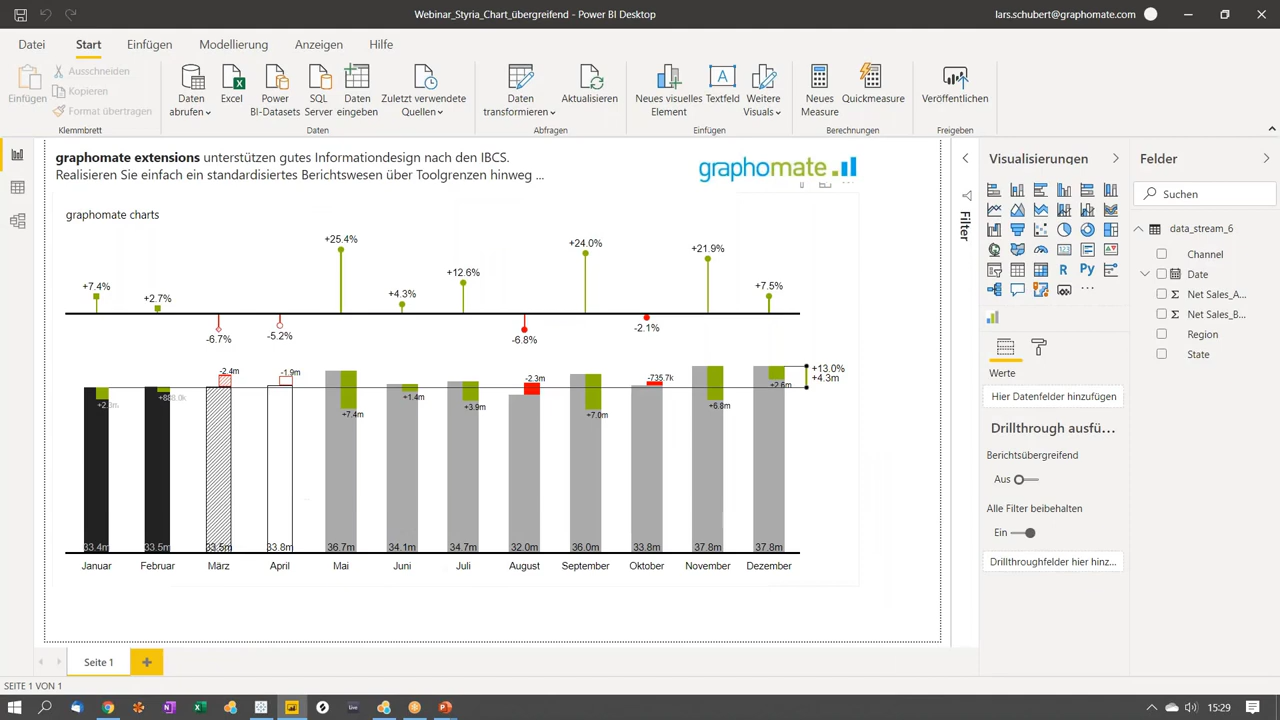 Webinar_Styria_Chart_übergreifend - Power BI Desktop
lars.schubert@graphomate.com
Datei Start Einfügen Modellierung Anzeigen Hilfe
Einfügen
Ausschneiden
Kopieren
Format übertragen
Klemmbrett
Daten abrufen
Excel
Power BI-Datasets
SQL Server
Daten eingeben
Zuletzt verwendete Quellen
Daten
Daten transformieren
Aktualisieren
Abfragen
Neues visuelles Element
Textfeld
Weitere Visuals
Einfügen
Neues Measure
Quickmeasure
Berechnungen
Veröffentlichen
Freigeben
graphomate extensions unterstützen gutes Informationdesign nach den IBCS.
Realisieren Sie einfach ein standardisiertes Berichtswesen über Toolgrenzen hinweg ...
graphomate
graphomate charts
+7.4% +2.7% -6.7% -5.2% +25.4% +4.3% +12.6% -6.8% +24.0% -2.1% +21.9% +7.5%
-2.4m -1.9m -2.3m -735.7k
+13.0%
+4.3m
+888.0k +7.4m +1.4m +3.9m +7.0m +6.8m +2.6m
33.4m 33.5m 33.5m 33.8m 36.7m 34.1m 34.7m 32.0m 36.0m 33.8m 37.8m 37.8m
Januar Februar März April Mai Juni Juli August September Oktober November Dezember
Filter
Visualisierungen
R Py
Werte
Hier Datenfelder hinzufügen
Drillthrough ausfü...
Berichtsübergreifend
Aus
Alle Filter beibehalten
Ein
Drillthroughfelder hier hinz...
Felder
Suchen
data_stream_6
Channel
Date
Net Sales_A...
Net Sales_B...
Region
State
Seite 1
SEITE 1 VON 1
15:29